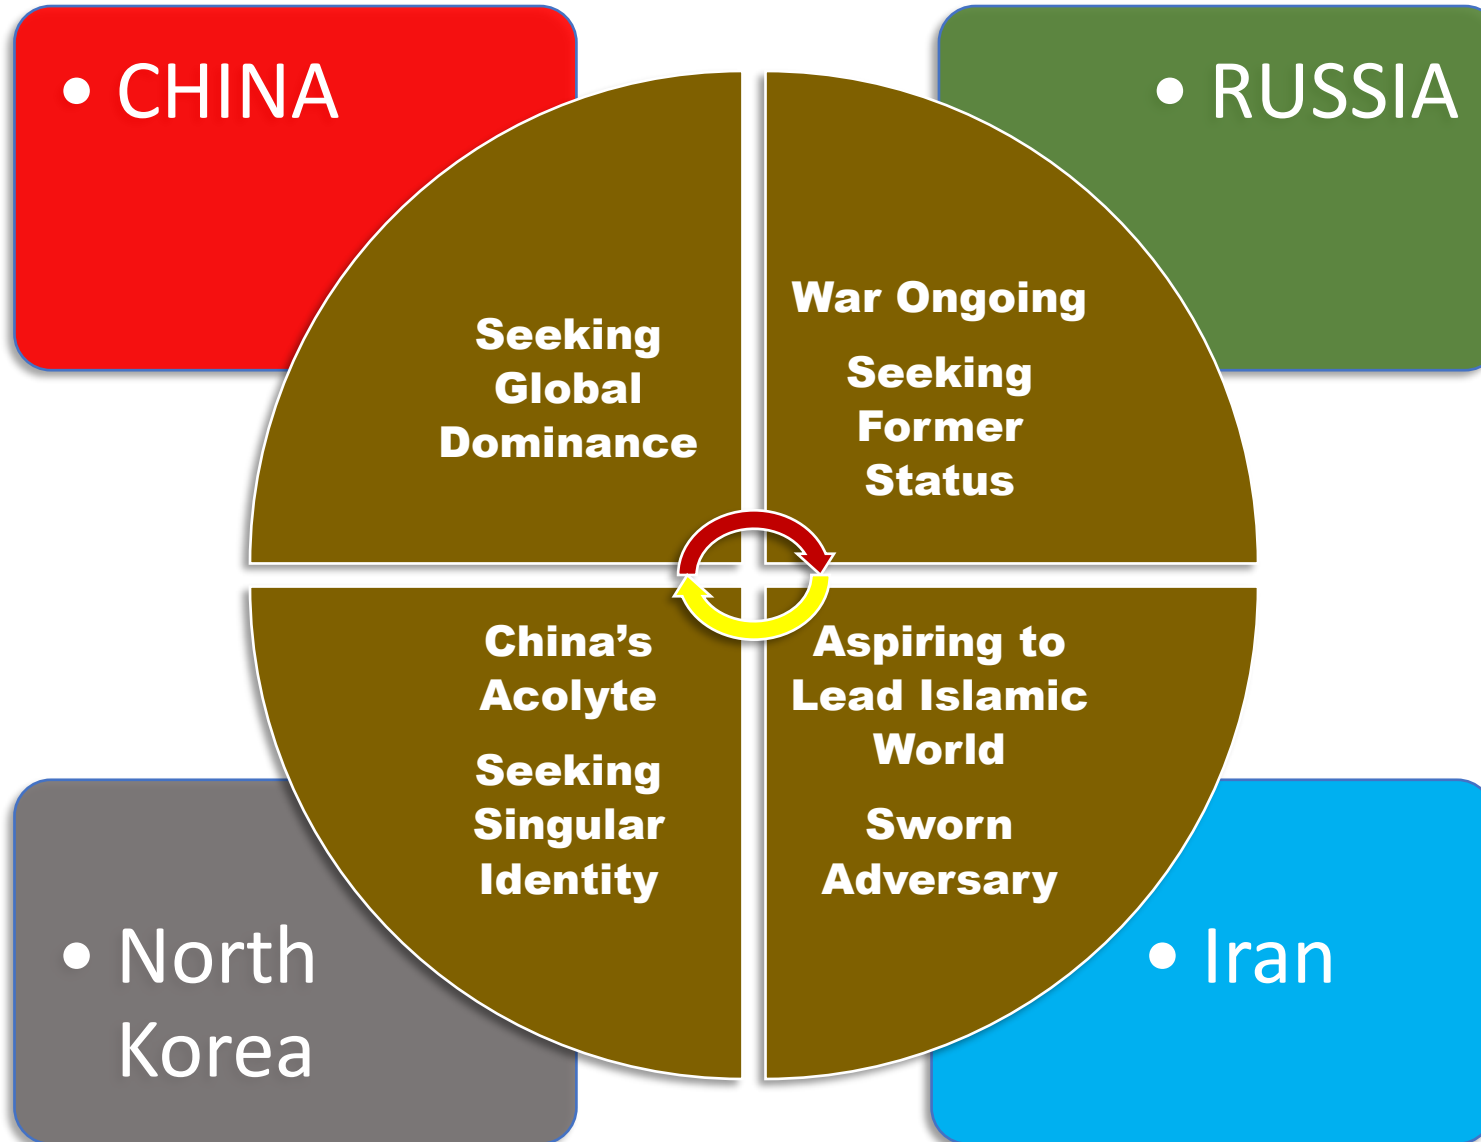 • CHINA
Seeking
Global
Dominance
• RUSSIA
War Ongoing
Seeking
Former
Status
• North
Korea
China’s
Acolyte
Seeking
Singular
Identity
• Iran
Aspiring to
Lead Islamic
World
Sworn
Adversary